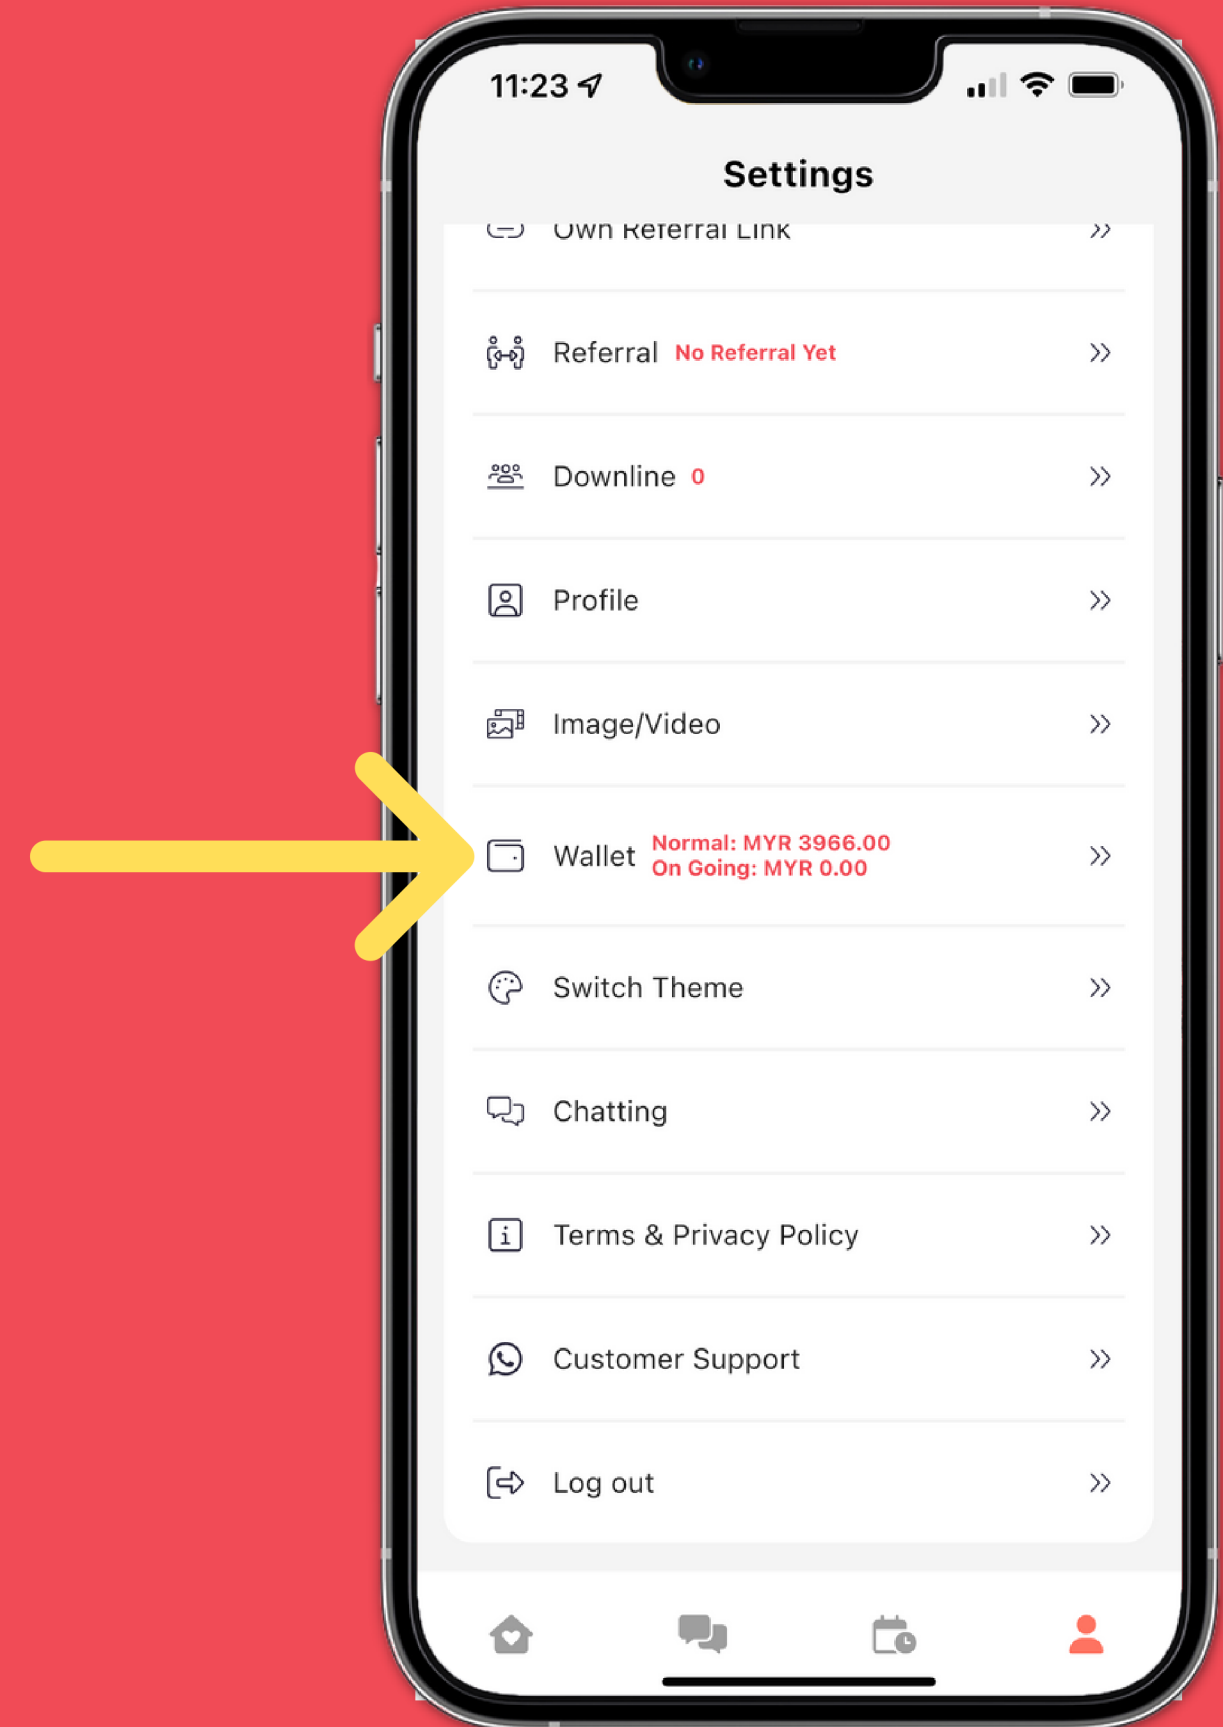 11:23
Settings
Own Referral Link
Referral No Referral Yet
Downline 0
Profile
Image/Video
Wallet Normal: MYR 3966.00
On Going: MYR 0.00
Switch Theme
Chatting
Terms & Privacy Policy
Customer Support
Log out